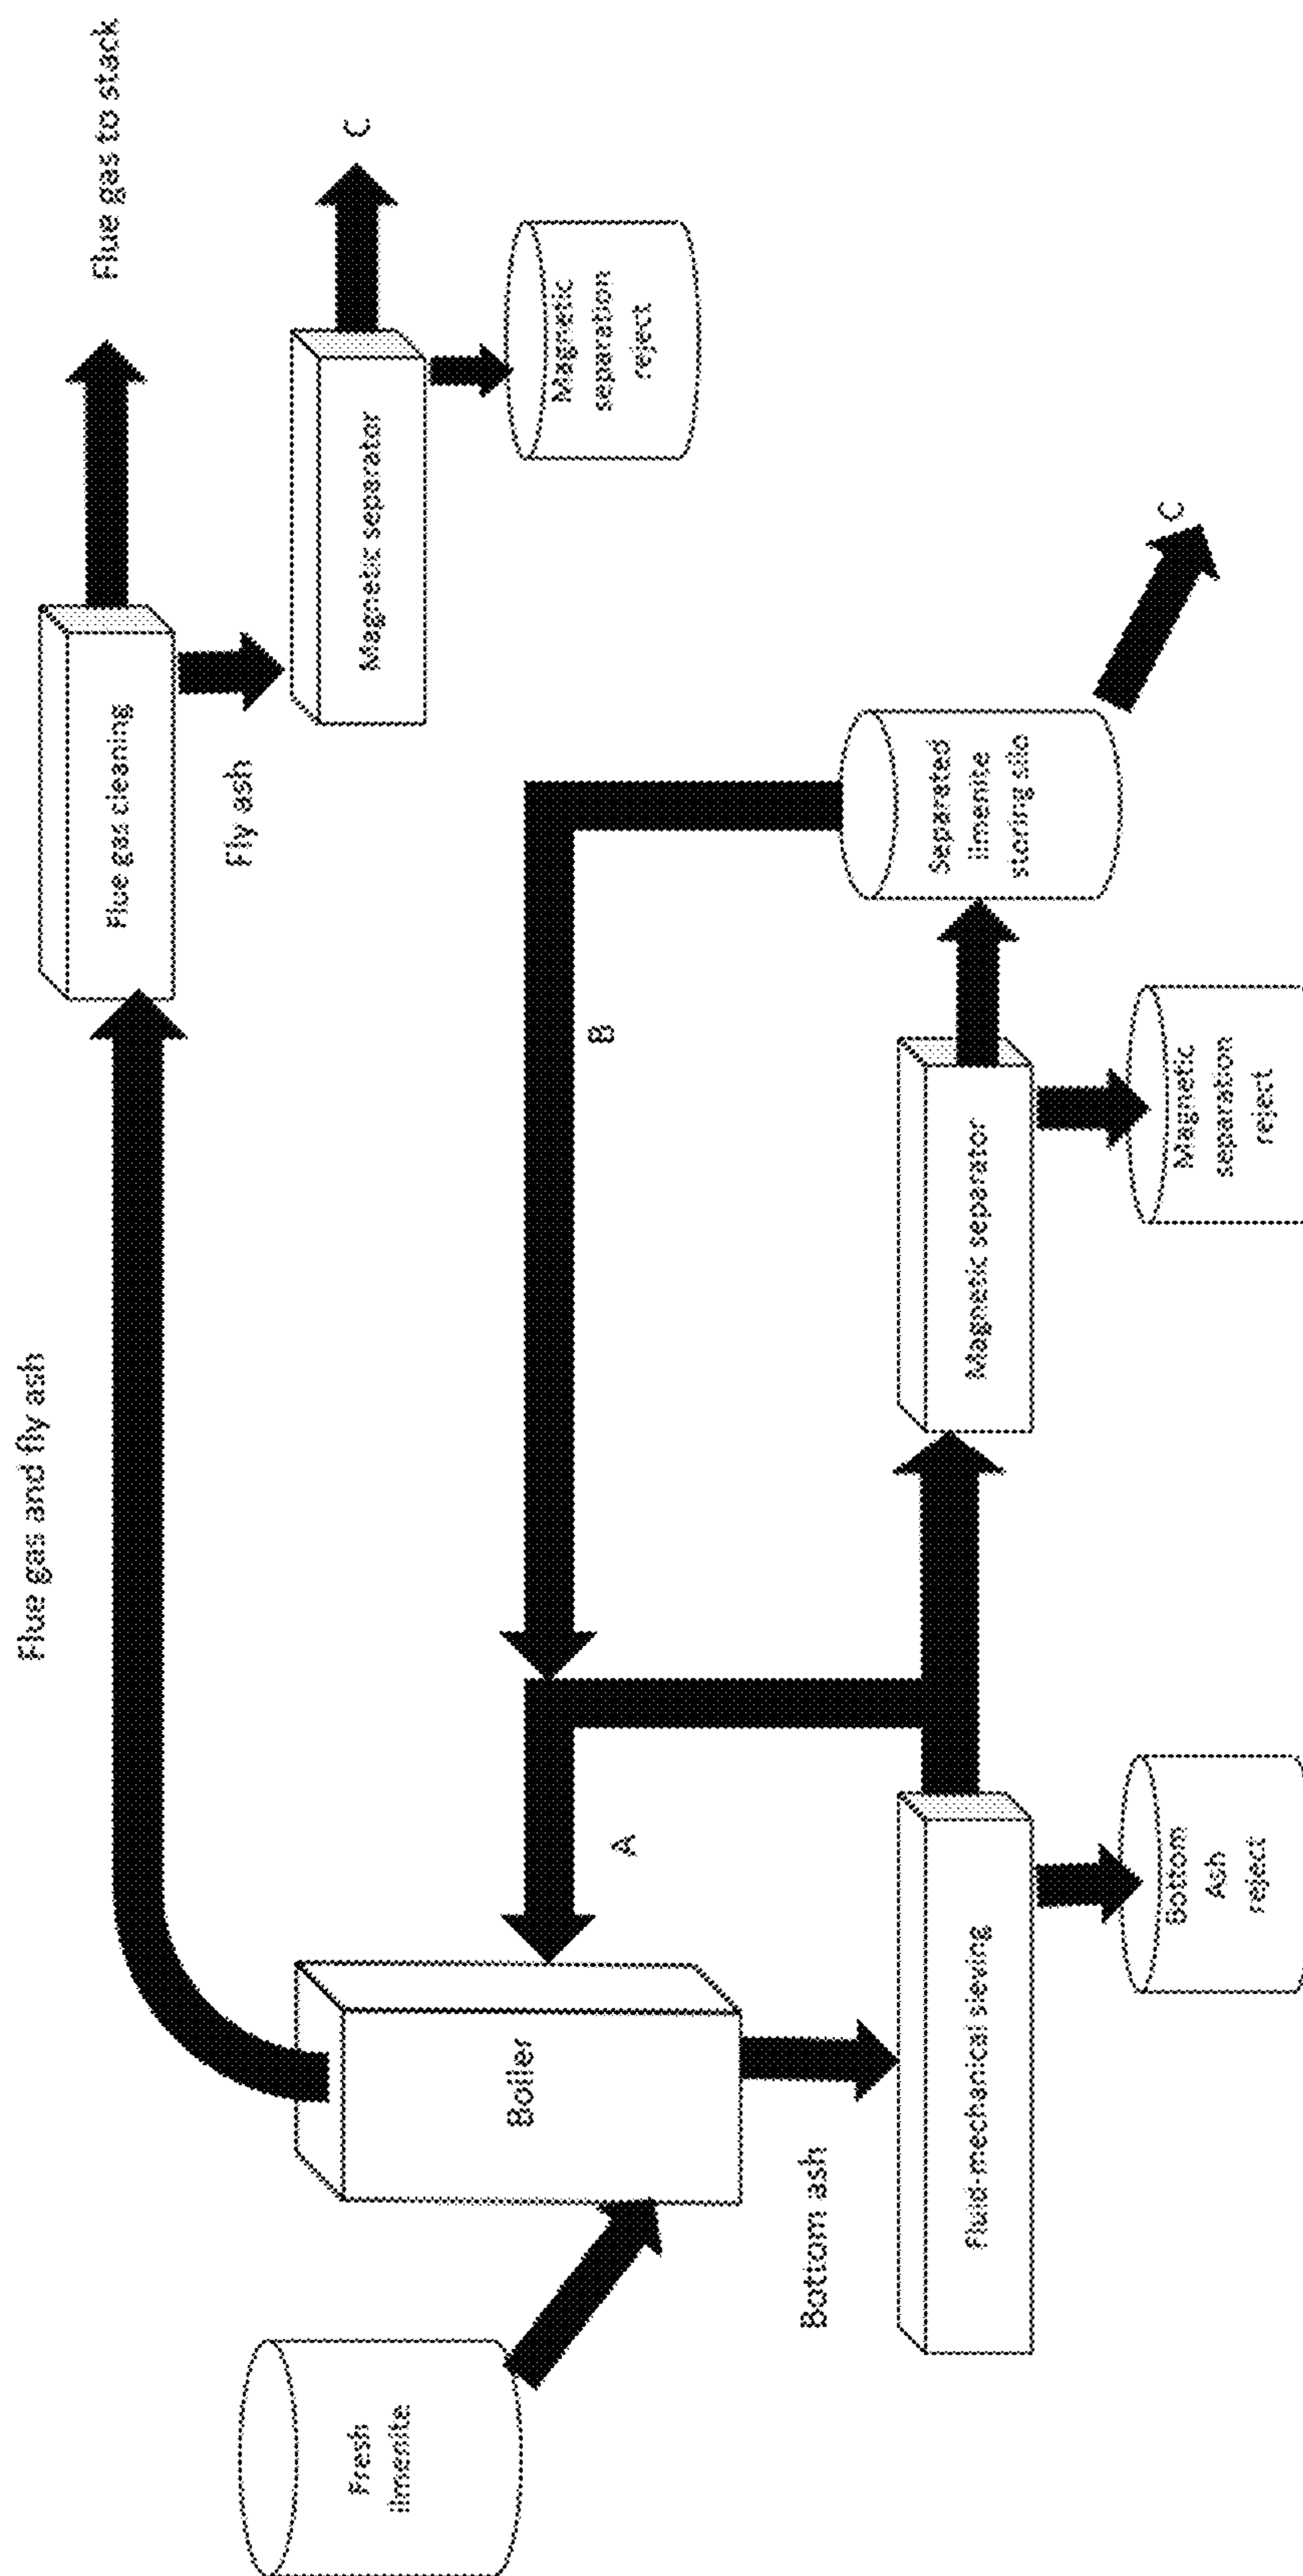 Flue gas and fly ash
Flue gas cleaning
Flue gas to stack
Fly ash
Magnetic separator
C
Magnetic
separation
reject
Fresh
ilmenite
Boiler
A
B
Bottom ash
Fluid-mechanical sieving
Bottom
Ash
reject
Magnetic separator
Magnetic
separation
reject
Separated
ilmenite
storing silo
C